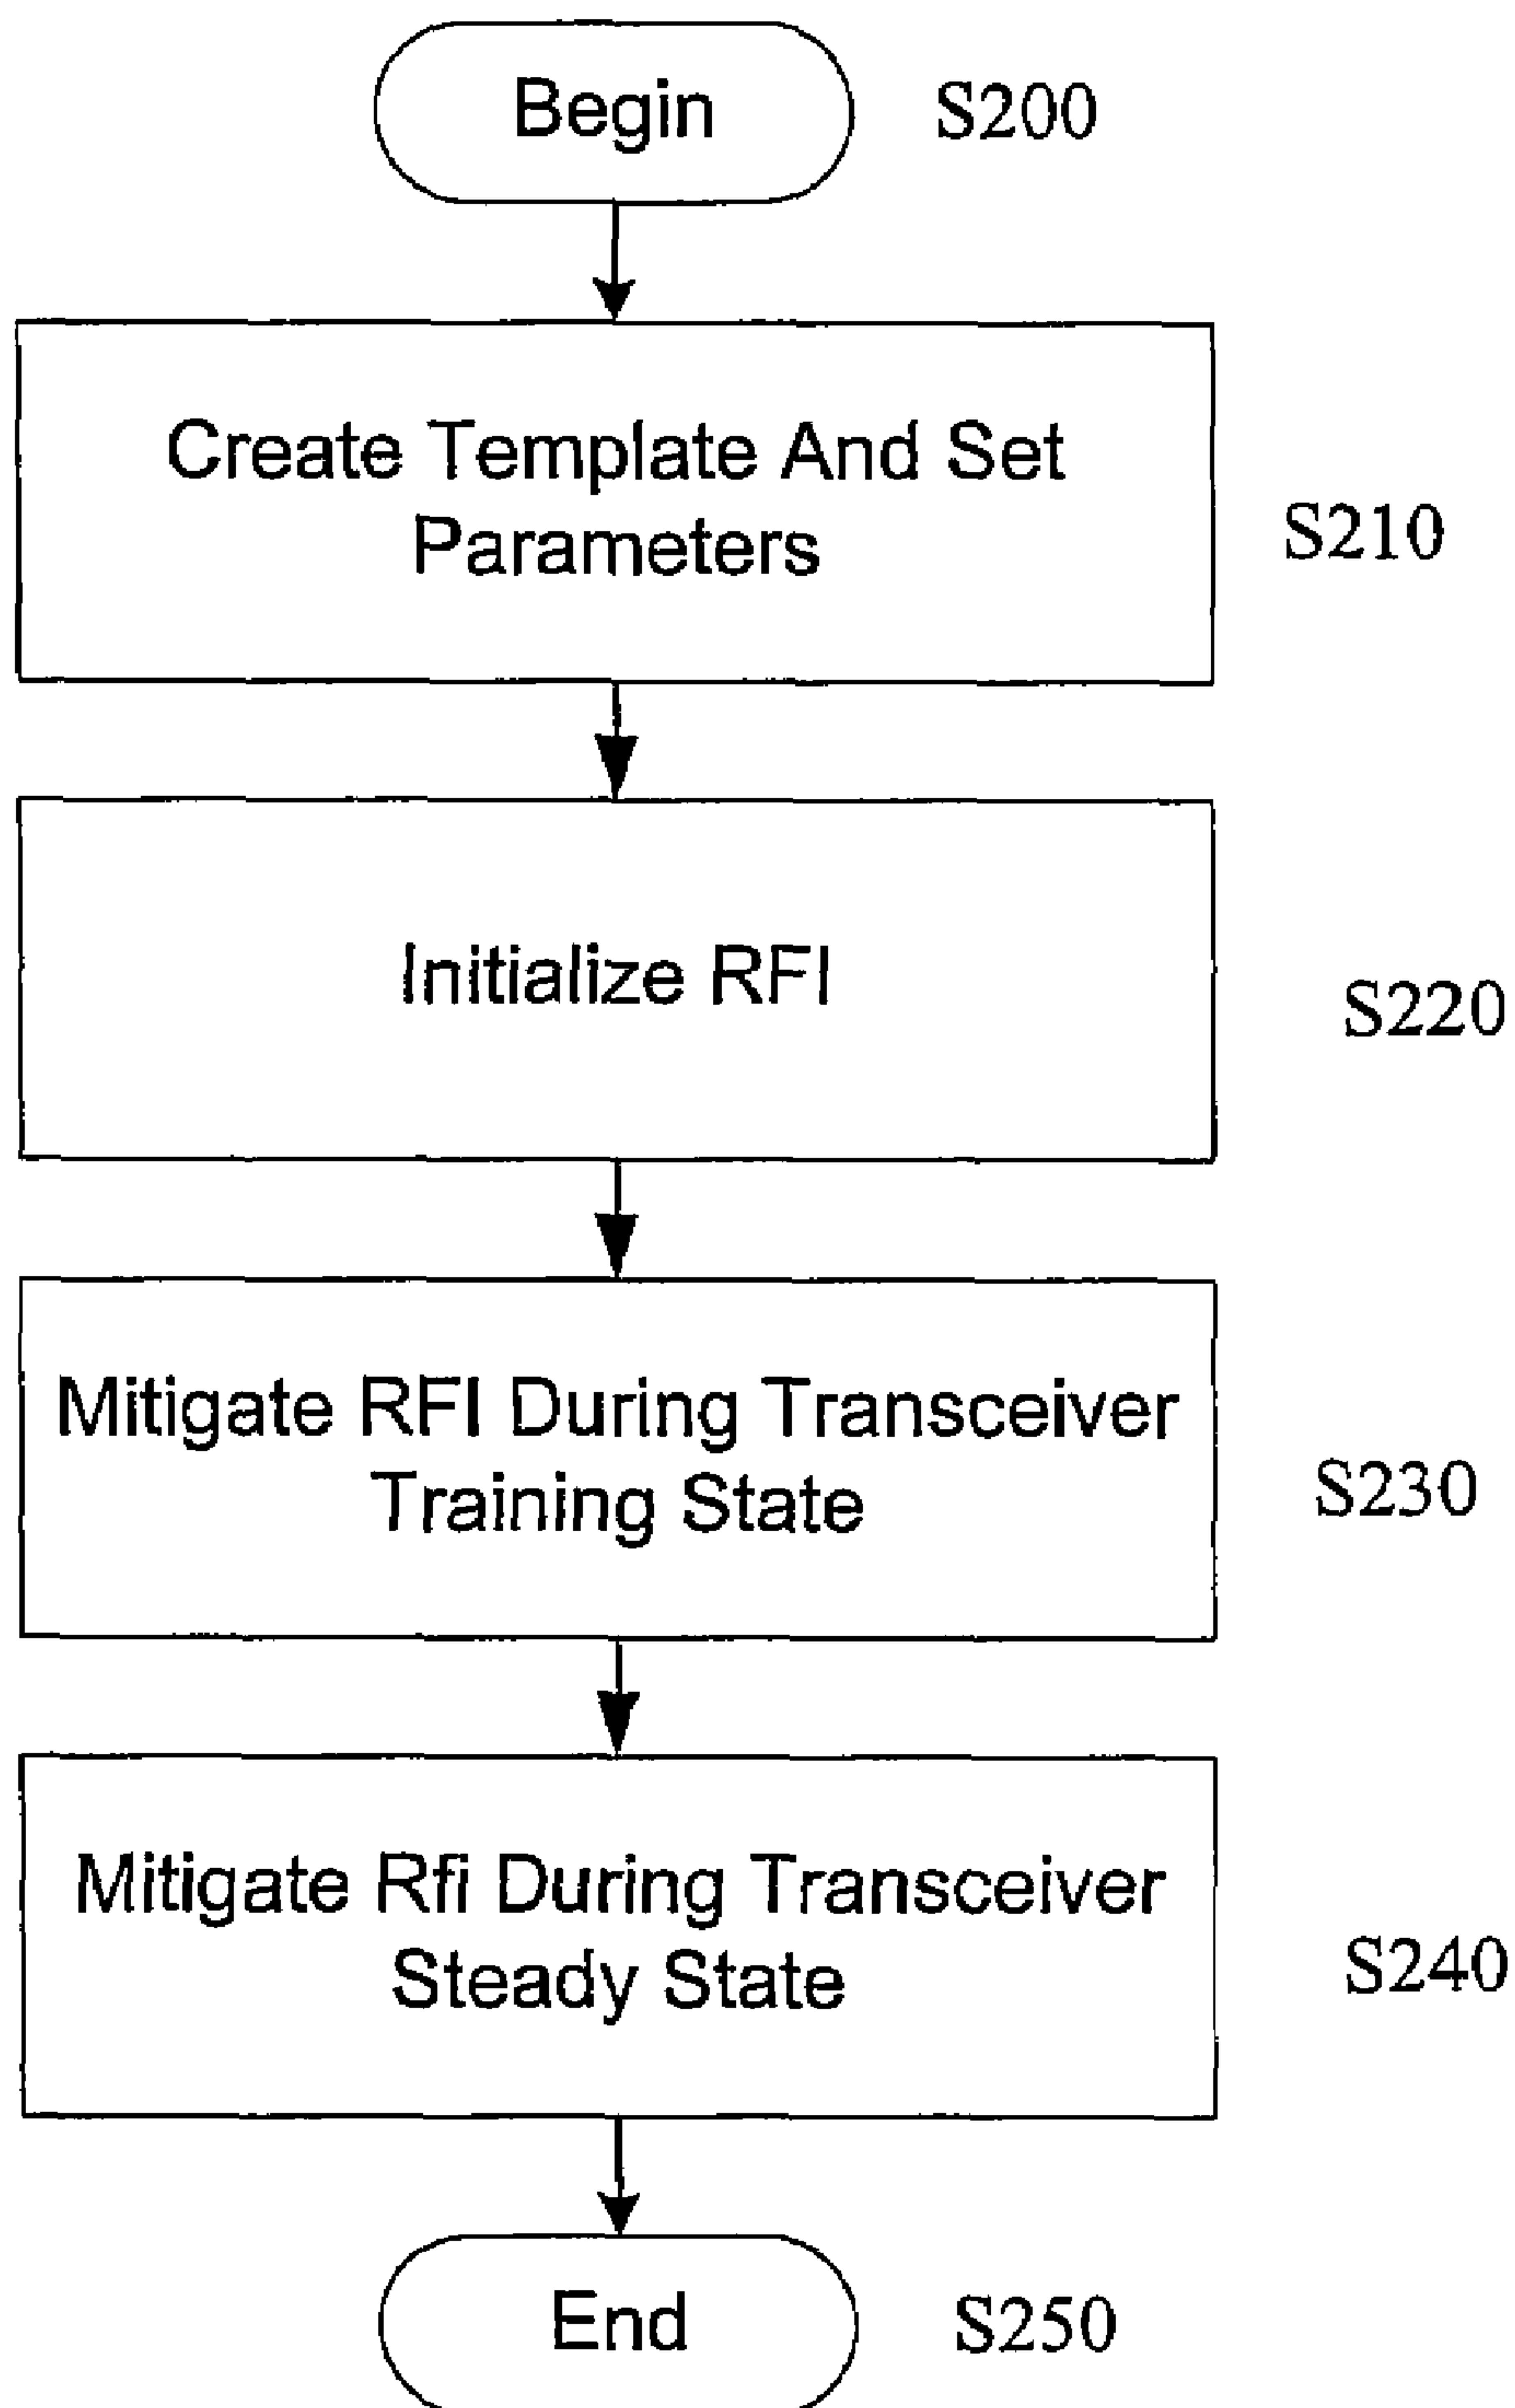 Begin
S200
Create Template And Set
Parameters
S210
Initialize RFI
S220
Mitigate RFI During Transceiver
Training State
S230
Mitigate Rfi During Transceiver
Steady State
S240
End
S250